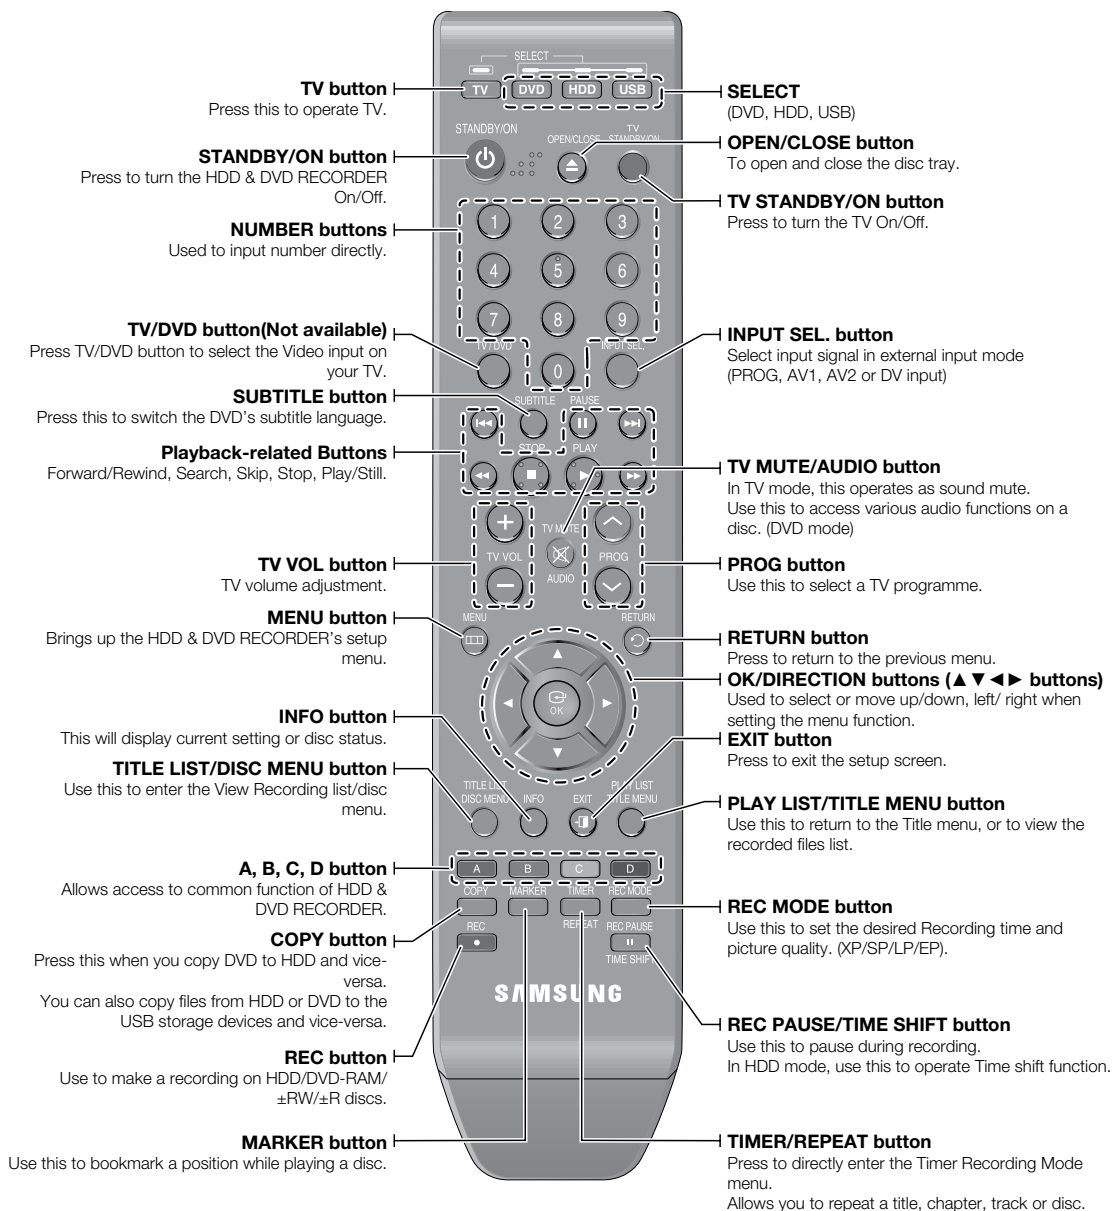 TV button
Press this to operate TV.
STANDBY/ON button
Press to turn the HDD & DVD RECORDER
On/Off.
NUMBER buttons
Used to input number directly.
TV/DVD button(Not available)
Press TV/DVD button to select the Video input on
your TV.
SUBTITLE button
Press this to switch the DVD's subtitle language.
Playback-related Buttons
Forward/Rewind, Search, Skip, Stop, Play/Still.
TV VOL button
TV volume adjustment.
MENU button
Brings up the HDD & DVD RECORDER's setup
menu.
INFO button
This will display current setting or disc status.
TITLE LIST/DISC MENU button
Use this to enter the View Recording list/disc
menu.
A, B, C, D button
Allows access to common function of HDD &
DVD RECORDER.
COPY button
Press this when you copy DVD to HDD and vice-
versa.
You can also copy files from HDD or DVD to the
USB storage devices and vice-versa.
REC button
Use to make a recording on HDD/DVD-RAM/
±RW/±R discs.
MARKER button
Use this to bookmark a position while playing a disc.
SELECT
TV DVD HDD USB
STANDBY/ON
OPEN/CLOSE
TV
STANDBY/ON
1 2 3
4 5 6
7 8 9
TV / DVD
0
INPUT SEL.
SUBTITLE PAUSE
STOP PLAY
TV VOL
TV MUTE
AUDIO
PROG
MENU
RETURN
OK
TITLE LIST
DISC MENU
INFO
EXIT
PLAY LIST
TITLE MENU
A B C D
COPY MARKER TIMER REC MODE
REC
REPEAT
REC PAUSE
TIME SHIFT
SAMSUNG
SELECT
(DVD, HDD, USB)
OPEN/CLOSE button
To open and close the disc tray.
TV STANDBY/ON button
Press to turn the TV On/Off.
INPUT SEL. button
Select input signal in external input mode
(PROG, AV1, AV2 or DV input)
TV MUTE/AUDIO button
In TV mode, this operates as sound mute.
Use this to access various audio functions on a
disc. (DVD mode)
PROG button
Use this to select a TV programme.
RETURN button
Press to return to the previous menu.
OK/DIRECTION buttons (▲▼◄► buttons)
Used to select or move up/down, left/ right when
setting the menu function.
EXIT button
Press to exit the setup screen.
PLAY LIST/TITLE MENU button
Use this to return to the Title menu, or to view the
recorded files list.
REC MODE button
Use this to set the desired Recording time and
picture quality. (XP/SP/LP/EP).
REC PAUSE/TIME SHIFT button
Use this to pause during recording.
In HDD mode, use this to operate Time shift function.
TIMER/REPEAT button
Press to directly enter the Timer Recording Mode
menu.
Allows you to repeat a title, chapter, track or disc.